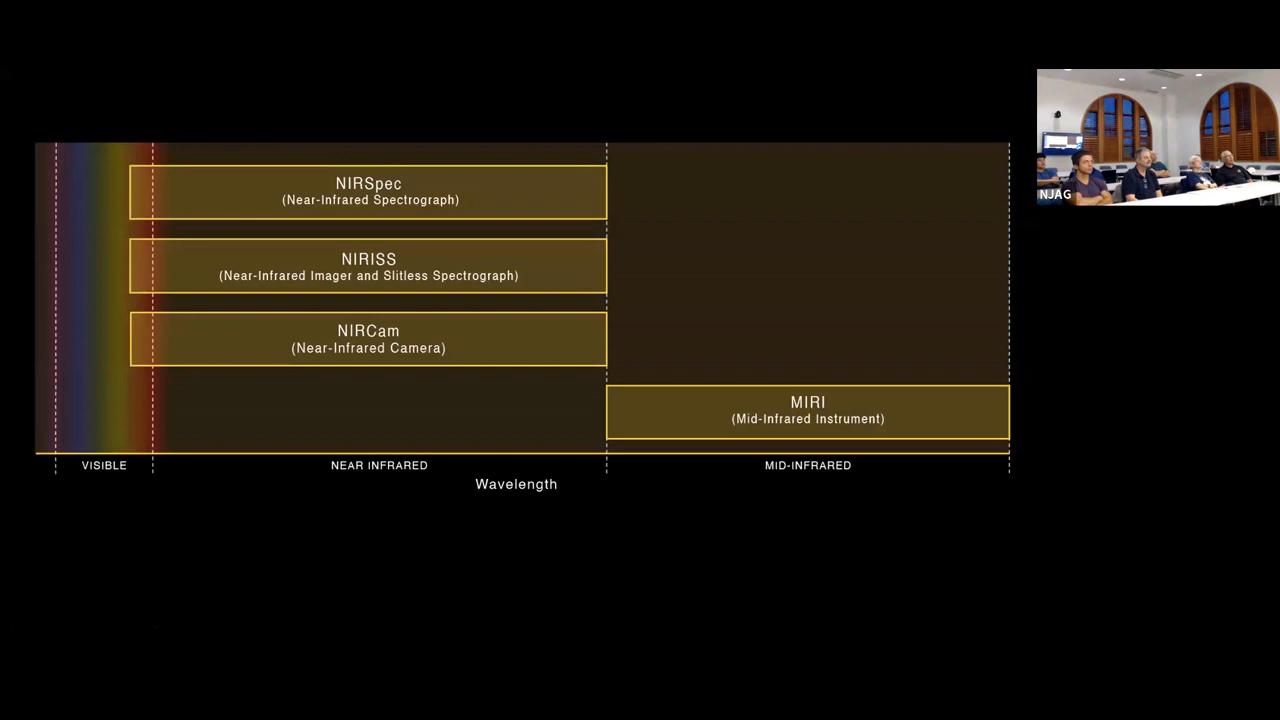 NIRSpec
(Near-Infrared Spectrograph)
NIRISS
(Near-Infrared Imager and Slitless Spectrograph)
NIRCam
(Near-Infrared Camera)
MIRI
(Mid-Infrared Instrument)
VISIBLE
NEAR INFRARED
MID-INFRARED
Wavelength
NJAG